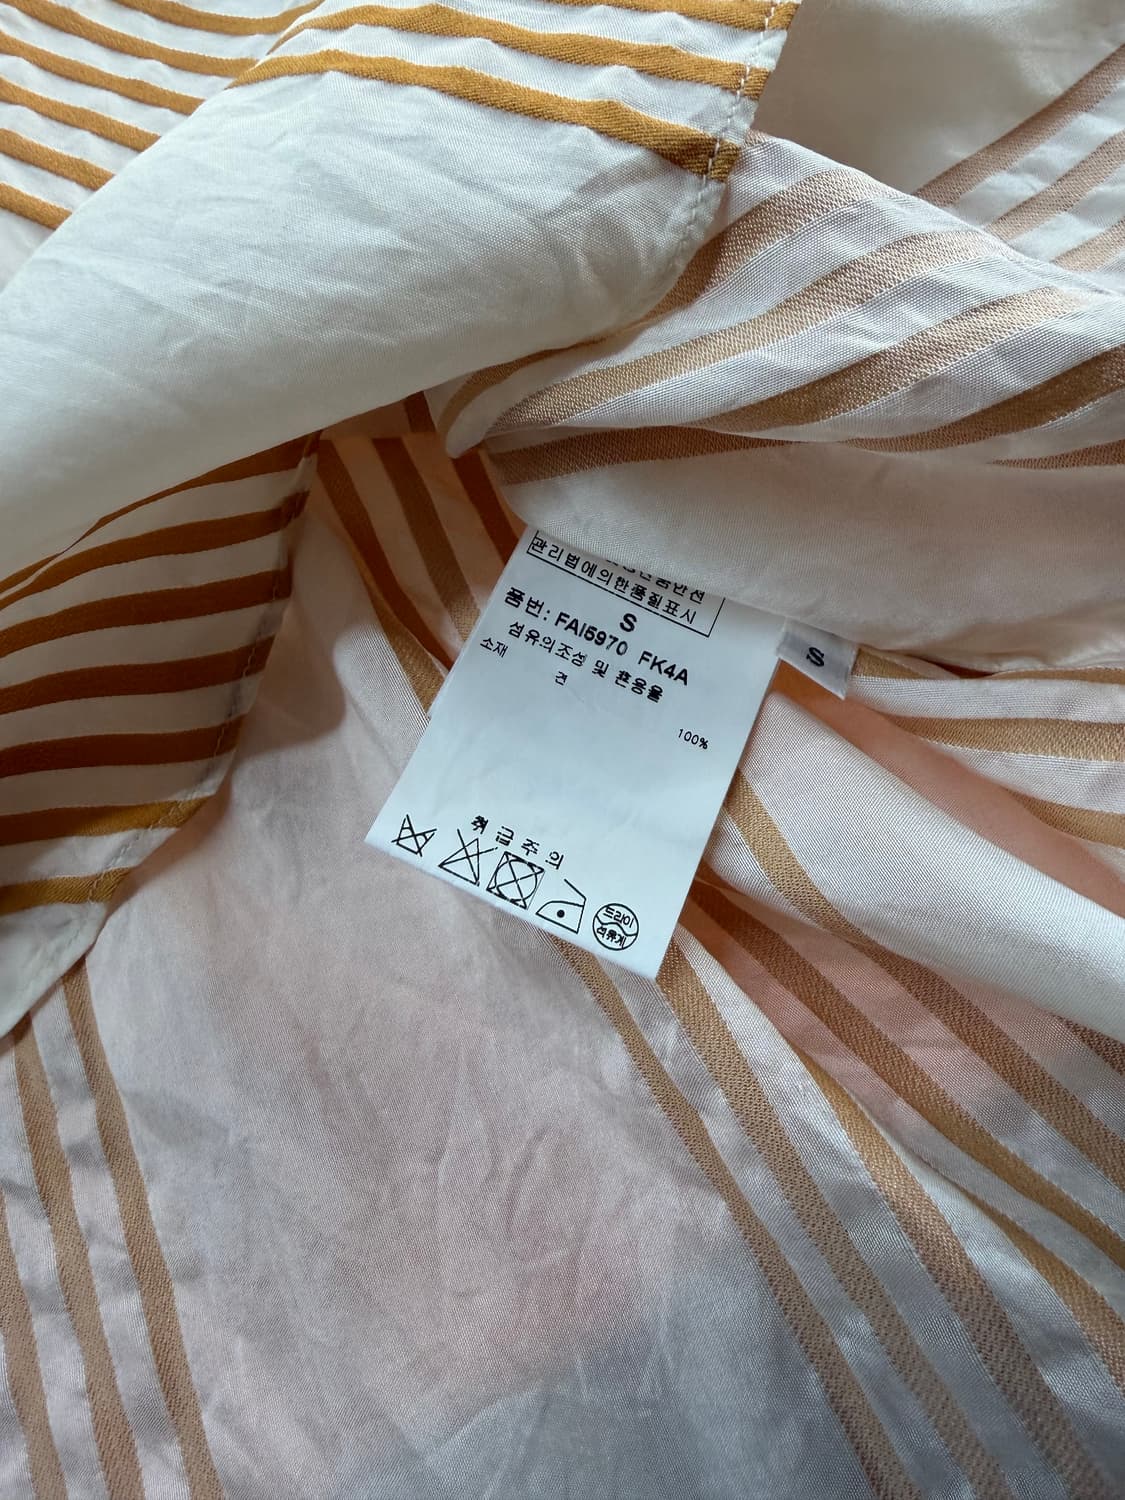 관리법에의한품질표시
S
품번: FAI5970 FK4A
섬유의조성 및 혼용율
소재
견
100%
취급주의
드라이
석유계
S